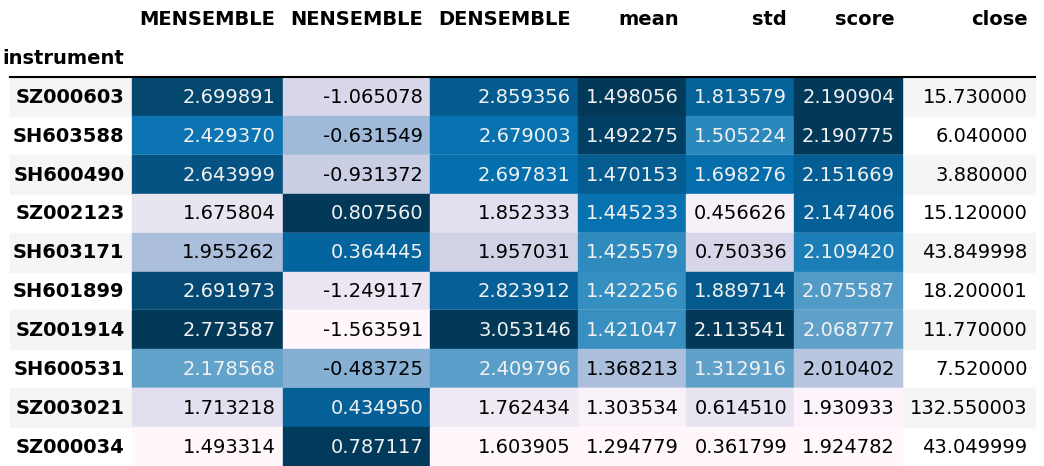 MENSEMBLE NENSEMBLE DENSEMBLE mean std score close
instrument
SZ000603 2.699891 -1.065078 2.859356 1.498056 1.813579 2.190904 15.730000
SH603588 2.429370 -0.631549 2.679003 1.492275 1.505224 2.190775 6.040000
SH600490 2.643999 -0.931372 2.697831 1.470153 1.698276 2.151669 3.880000
SZ002123 1.675804 0.807560 1.852333 1.445233 0.456626 2.147406 15.120000
SH603171 1.955262 0.364445 1.957031 1.425579 0.750336 2.109420 43.849998
SH601899 2.691973 -1.249117 2.823912 1.422256 1.889714 2.075587 18.200001
SZ001914 2.773587 -1.563591 3.053146 1.421047 2.113541 2.068777 11.770000
SH600531 2.178568 -0.483725 2.409796 1.368213 1.312916 2.010402 7.520000
SZ003021 1.713218 0.434950 1.762434 1.303534 0.614510 1.930933 132.550003
SZ000034 1.493314 0.787117 1.603905 1.294779 0.361799 1.924782 43.049999